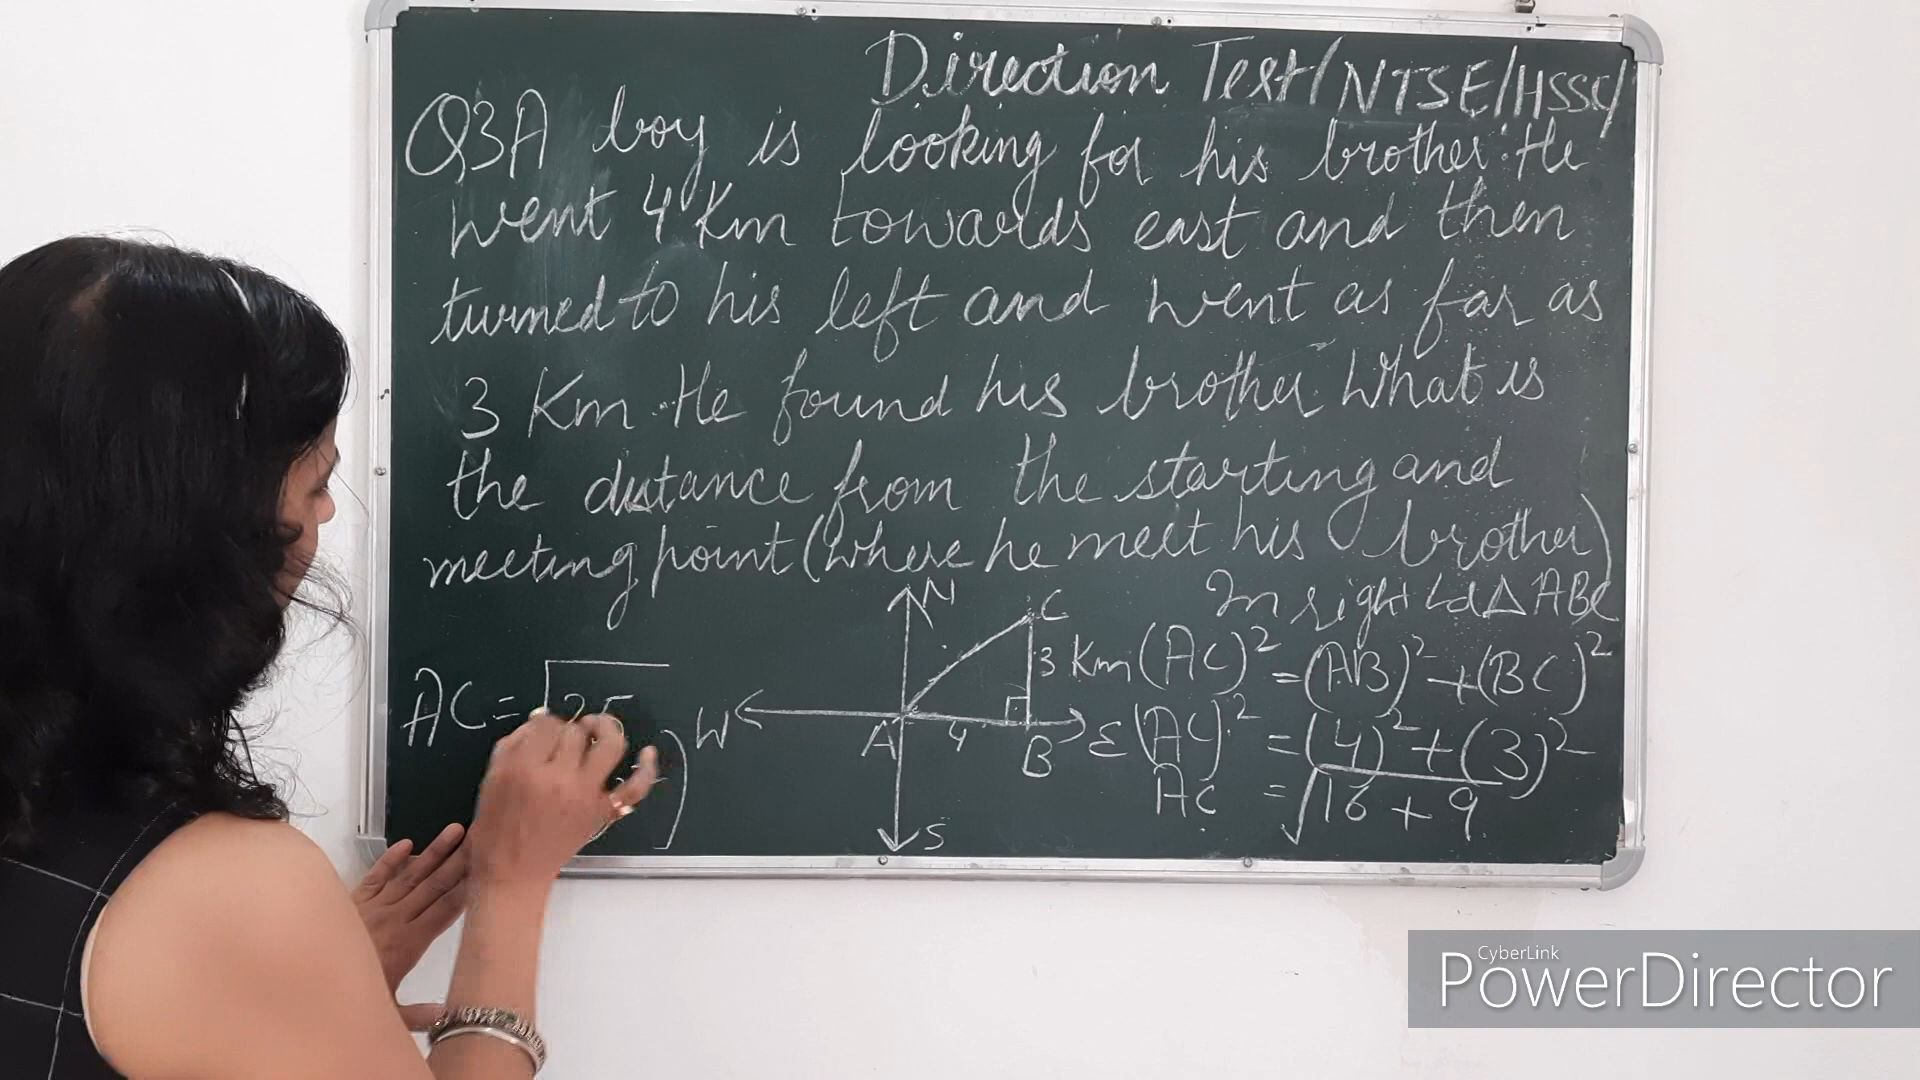 Direction Test/NTSE/HSSC/
Q3 A boy is looking for his brother. He
went 4 Km towards east and then
turned to his left and went as far as
3 Km. He found his brother. What is
the distance from the starting and
meeting point (where he meet his brother)
In right ∠d Δ ABC
N
C
3 Km
W
A
4
B
E
S
(AC)² = (AB)² + (BC)²
(AC)² = (4)² + (3)²
AC = √16 + 9
AC = √25
CyberLink
PowerDirector